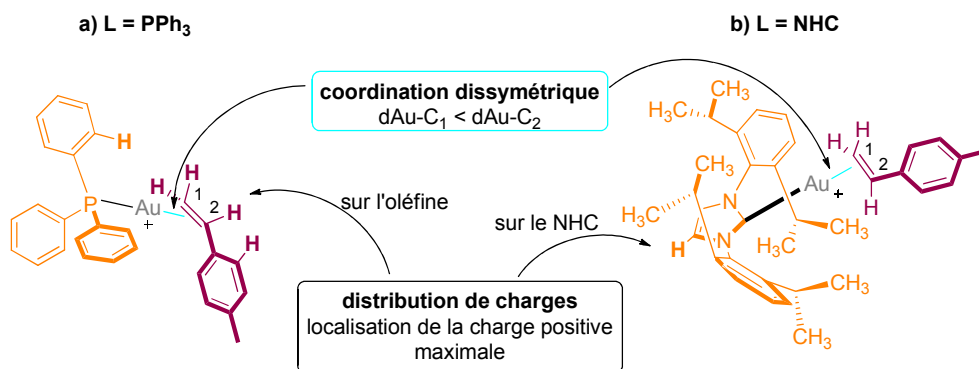 a) L = PPh₃
b) L = NHC
coordination dissymétrique
dAu-C₁ < dAu-C₂
sur l'oléfine
sur le NHC
distribution de charges
localisation de la charge positive
maximale
H
P
Au
+
H
H
1
2
H
H
CH₃
H₃C
CH₃
H₃C
N
N
H
Au
+
H
H
1
2
H
CH₃
H₃C
CH₃
H₃C
CH₃